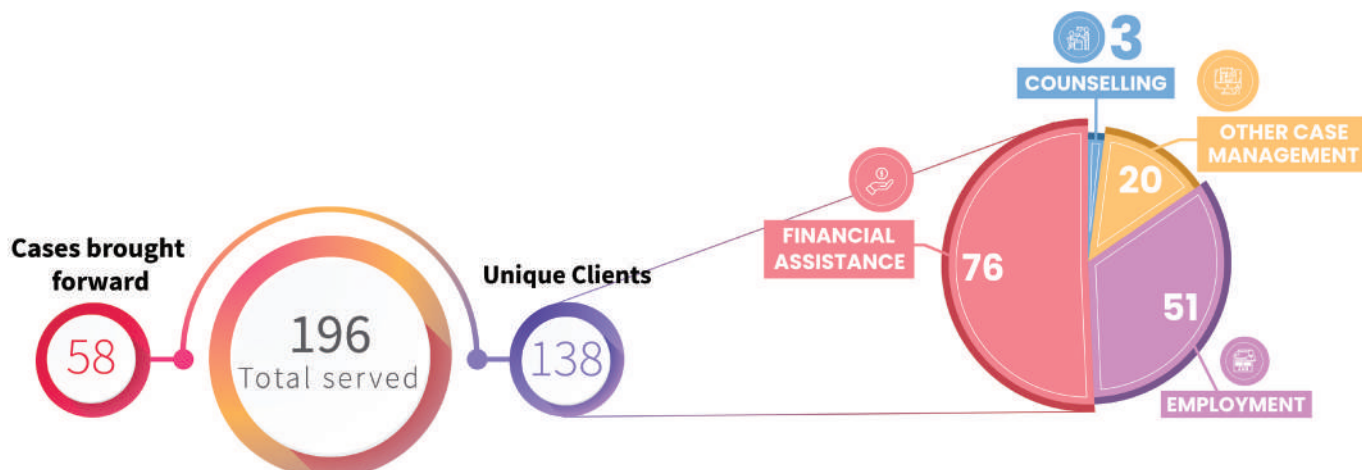 Cases brought
forward
58
196
Total served
Unique Clients
138
FINANCIAL
ASSISTANCE
76
3
COUNSELLING
OTHER CASE
MANAGEMENT
20
51
EMPLOYMENT